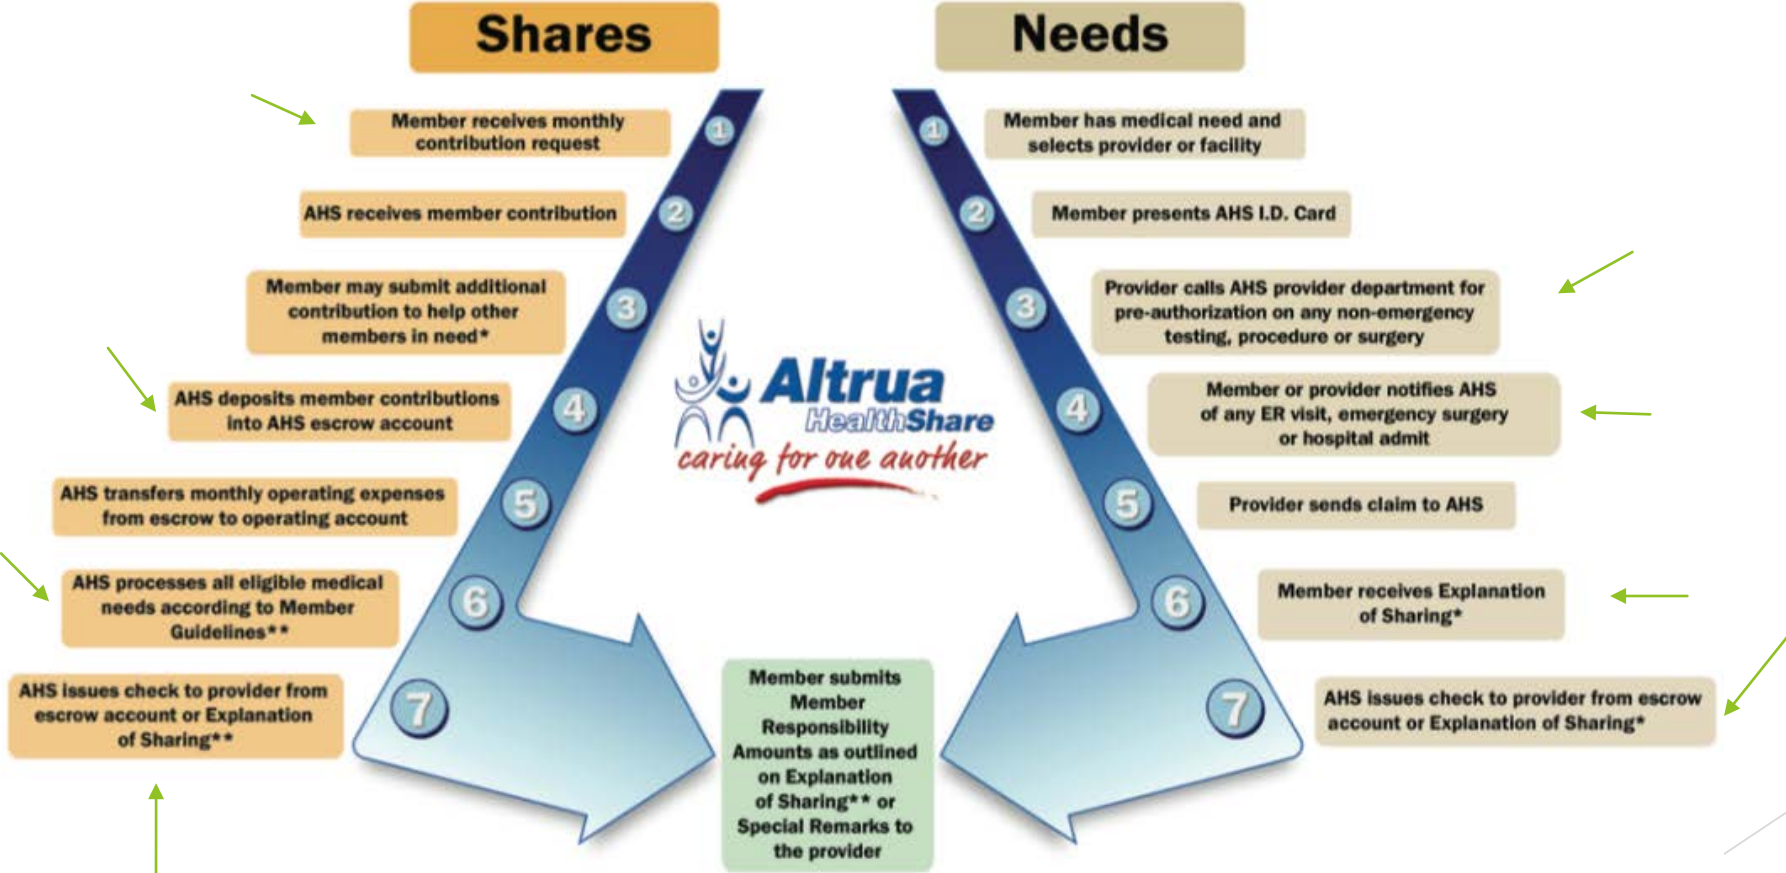 Shares
1
Member receives monthly
contribution request
2
AHS receives member contribution
3
Member may submit additional
contribution to help other
members in need*
4
AHS deposits member contributions
into AHS escrow account
5
AHS transfers monthly operating expenses
from escrow to operating account
6
AHS processes all eligible medical
needs according to Member
Guidelines**
7
AHS issues check to provider from
escrow account or Explanation
of Sharing**
Altrua
HealthShare
caring for one another
Needs
1
Member has medical need and
selects provider or facility
2
Member presents AHS I.D. Card
3
Provider calls AHS provider department for
pre-authorization on any non-emergency
testing, procedure or surgery
4
Member or provider notifies AHS
of any ER visit, emergency surgery
or hospital admit
5
Provider sends claim to AHS
6
Member receives Explanation
of Sharing*
7
AHS issues check to provider from escrow
account or Explanation of Sharing*
Member submits
Member
Responsibility
Amounts as outlined
on Explanation
of Sharing** or
Special Remarks to
the provider